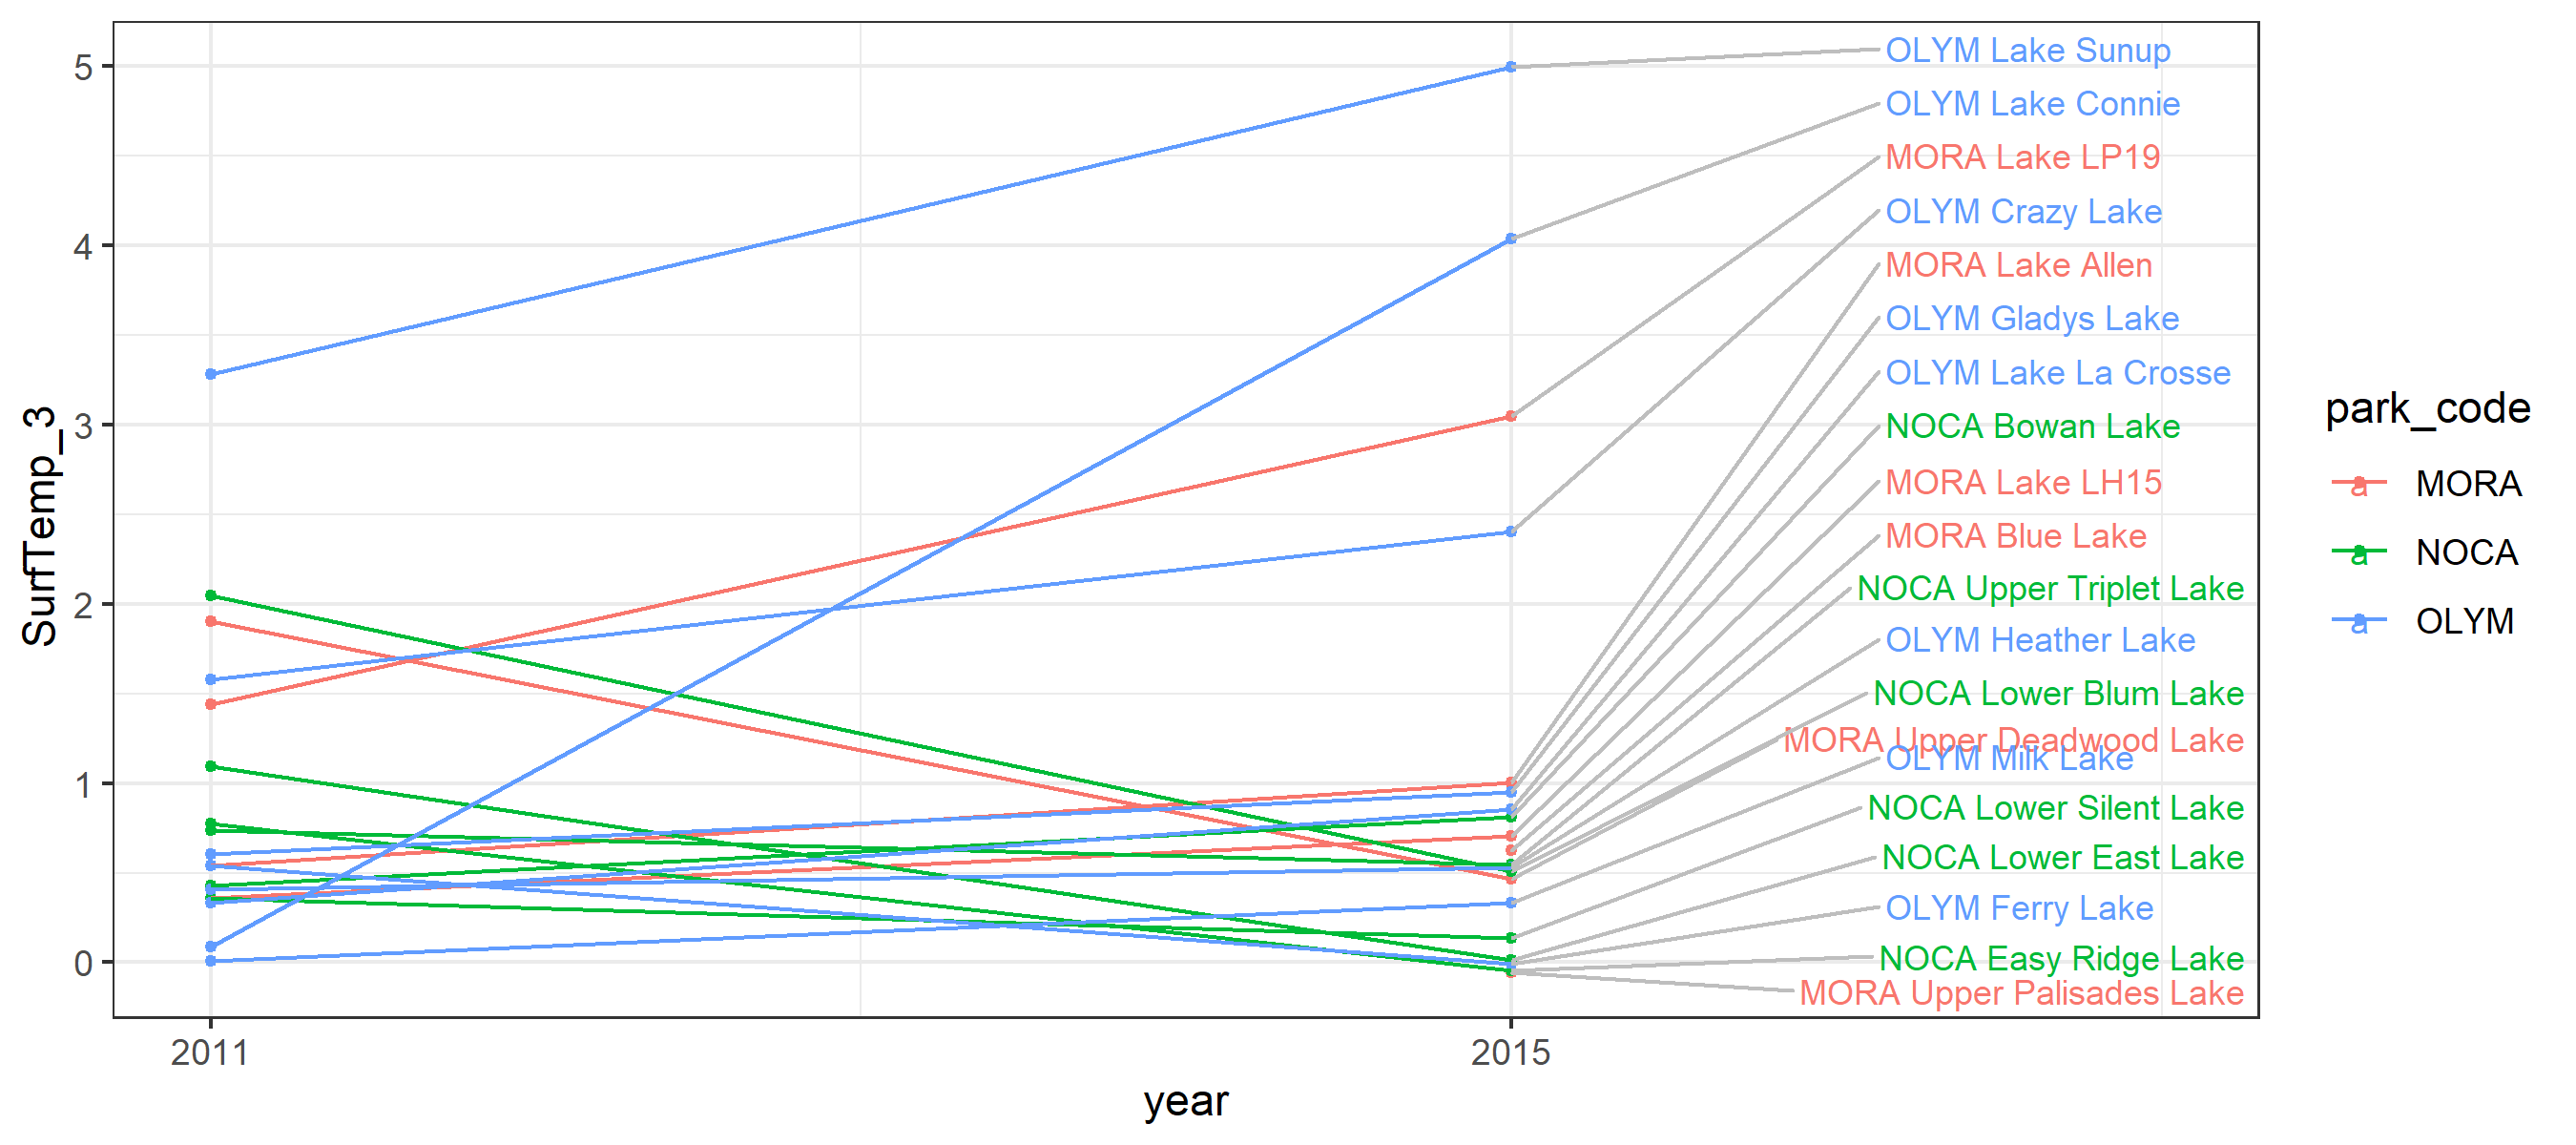 SurfTemp_3
5
4
3
2
1
0
2011
2015
year
OLYM Lake Sunup
OLYM Lake Connie
MORA Lake LP19
OLYM Crazy Lake
MORA Lake Allen
OLYM Gladys Lake
OLYM Lake La Crosse
NOCA Bowan Lake
MORA Lake LH15
MORA Blue Lake
NOCA Upper Triplet Lake
OLYM Heather Lake
NOCA Lower Blum Lake
MORA Upper Deadwood Lake
OLYM Milk Lake
NOCA Lower Silent Lake
NOCA Lower East Lake
OLYM Ferry Lake
NOCA Easy Ridge Lake
MORA Upper Palisades Lake
park_code
a MORA
a NOCA
a OLYM